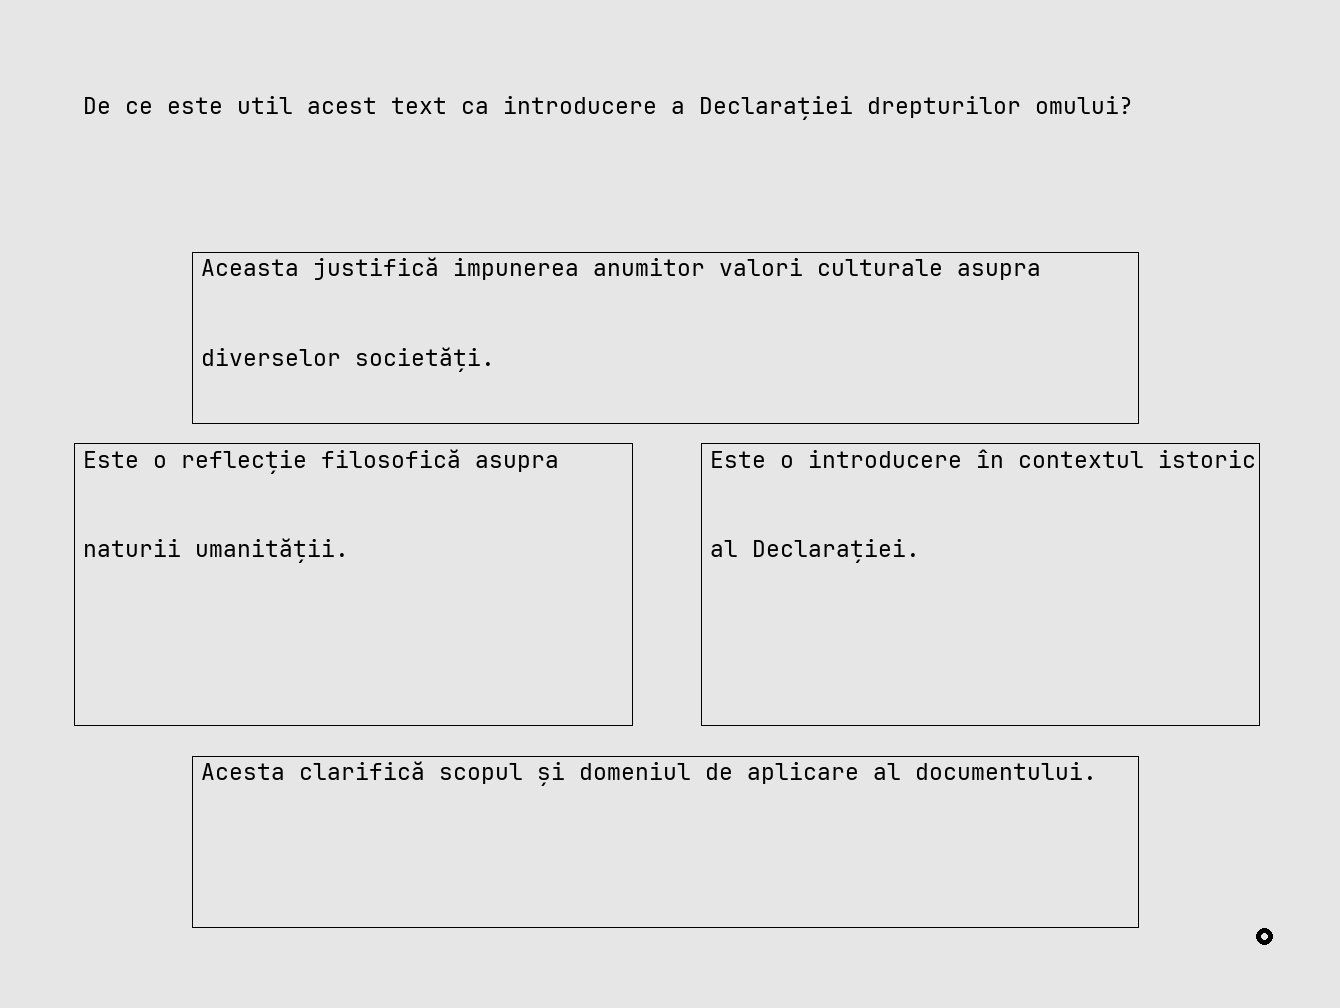 De ce este util acest text ca introducere a Declarației drepturilor omului?
Aceasta justifică impunerea anumitor valori culturale asupra
diverselor societăți.
Este o reflecție filosofică asupra
naturii umanității.
Este o introducere în contextul istoric
al Declarației.
Acesta clarifică scopul și domeniul de aplicare al documentului.